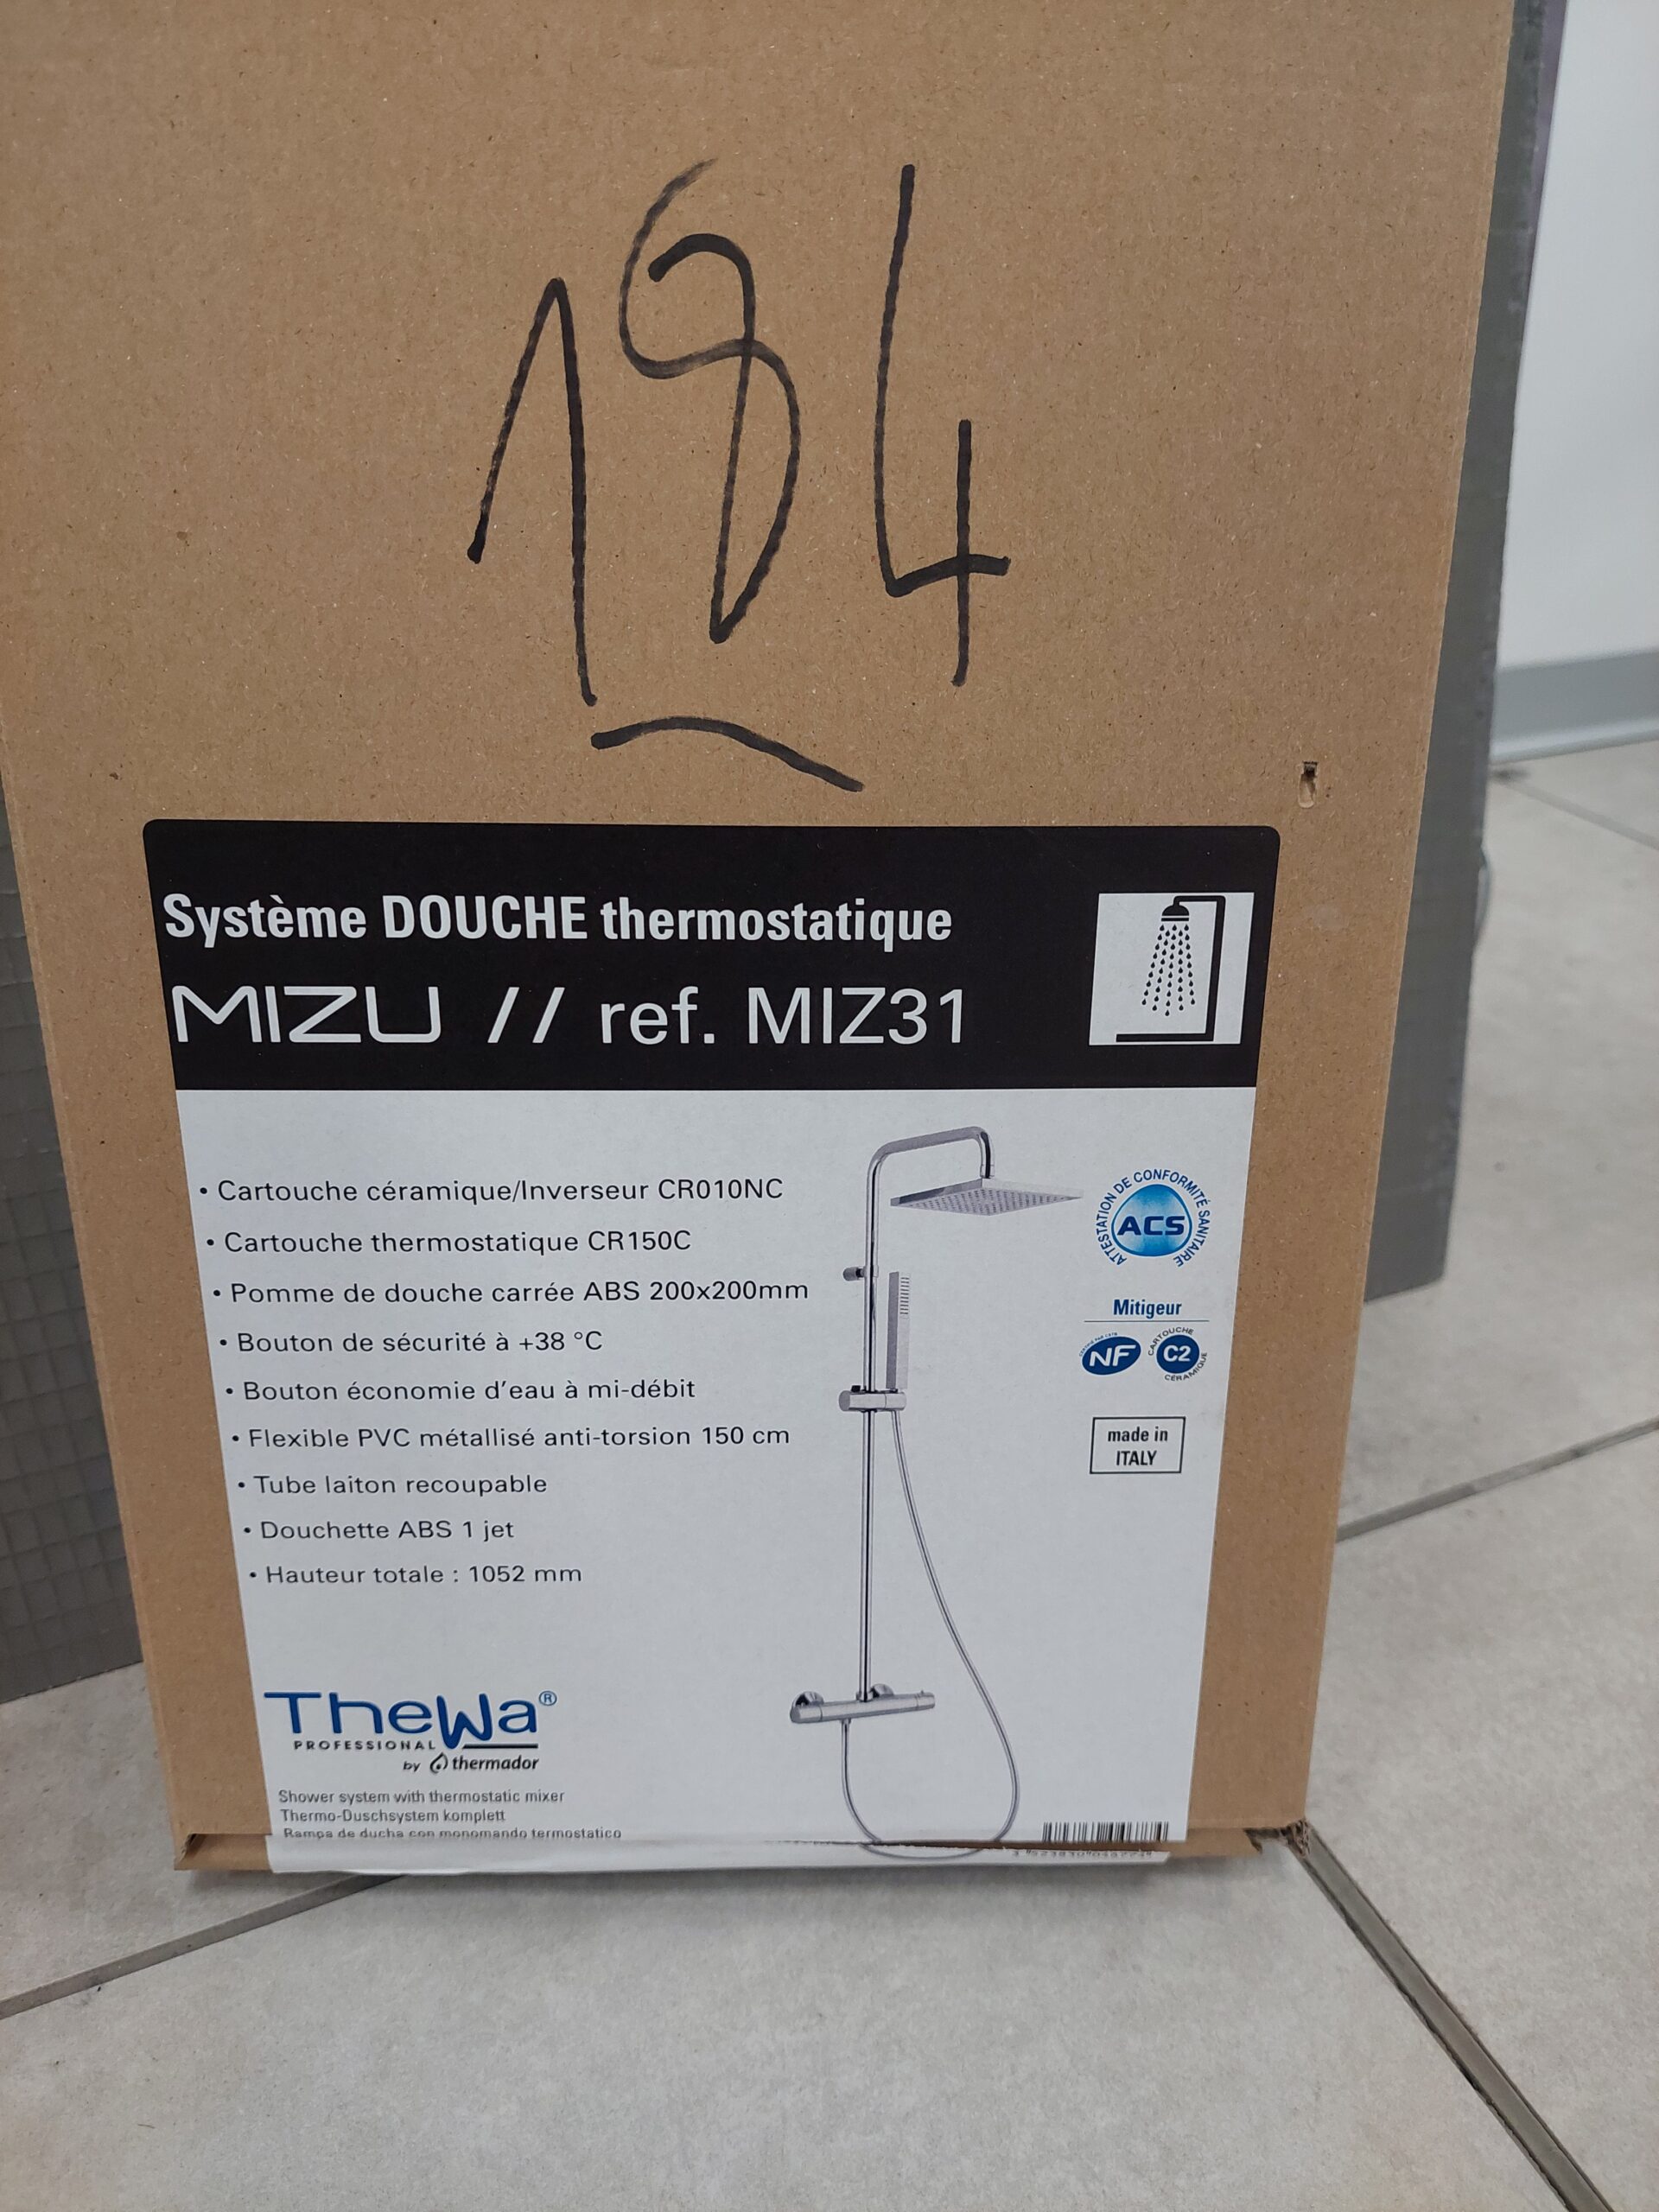 184
Système DOUCHE thermostatique
MIZU // ref. MIZ31
• Cartouche céramique/Inverseur CR010NC
• Cartouche thermostatique CR150C
• Pomme de douche carrée ABS 200x200mm
• Bouton de sécurité à +38 °C
• Bouton économie d'eau à mi-débit
• Flexible PVC métallisé anti-torsion 150 cm
• Tube laiton recoupable
• Douchette ABS 1 jet
• Hauteur totale : 1052 mm
ATTESTATION DE CONFORMITÉ SANITAIRE
ACS
Mitigeur
NF
CARTOUCHE
C2
CÉRAMIQUE
made in
ITALY
TheWa®
PROFESSIONAL
by thermador
Shower system with thermostatic mixer
Thermo-Duschsystem komplett
Rampa de ducha con monomando termostatico